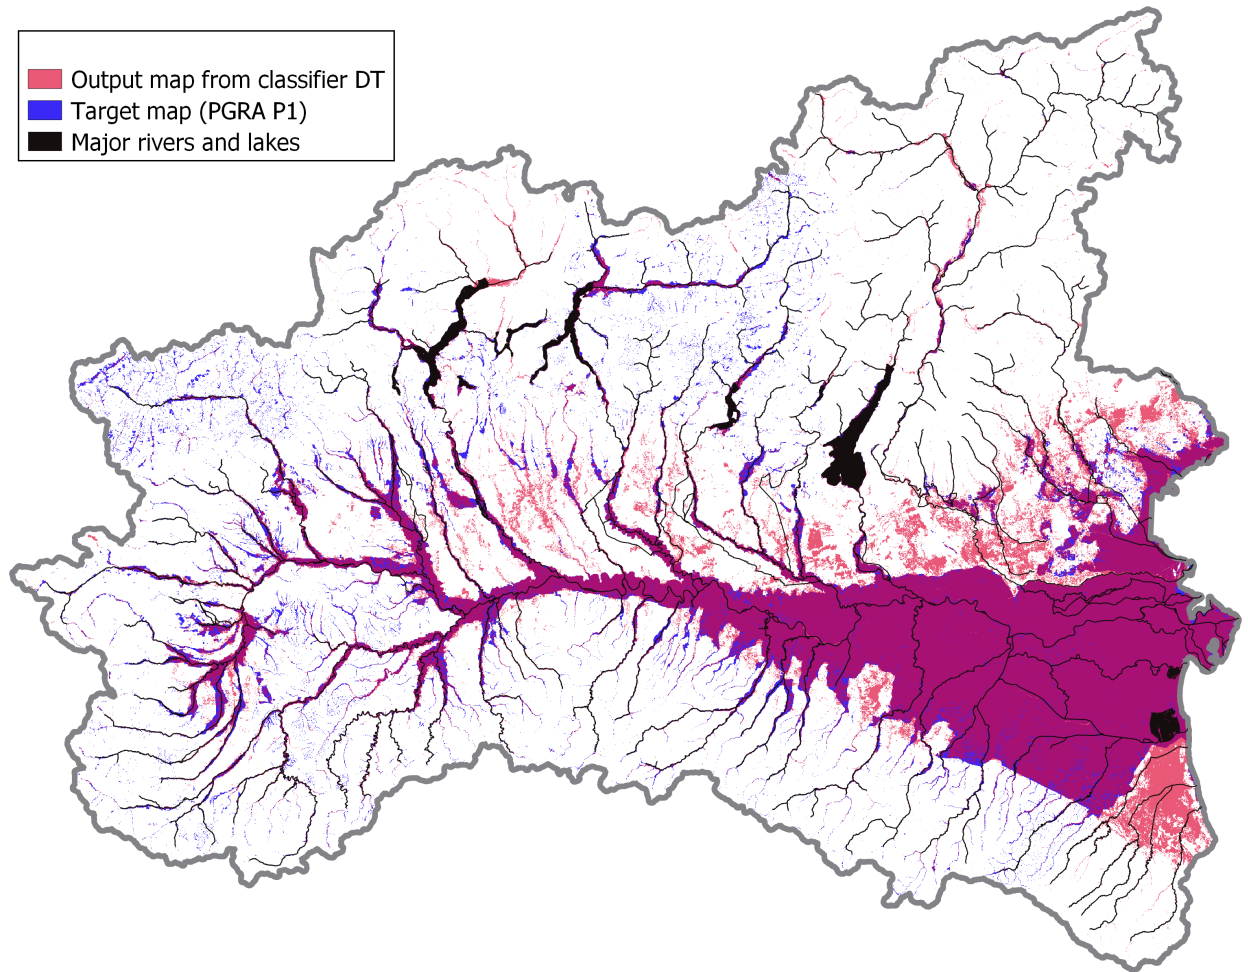 Output map from classifier DT
Target map (PGRA P1)
Major rivers and lakes